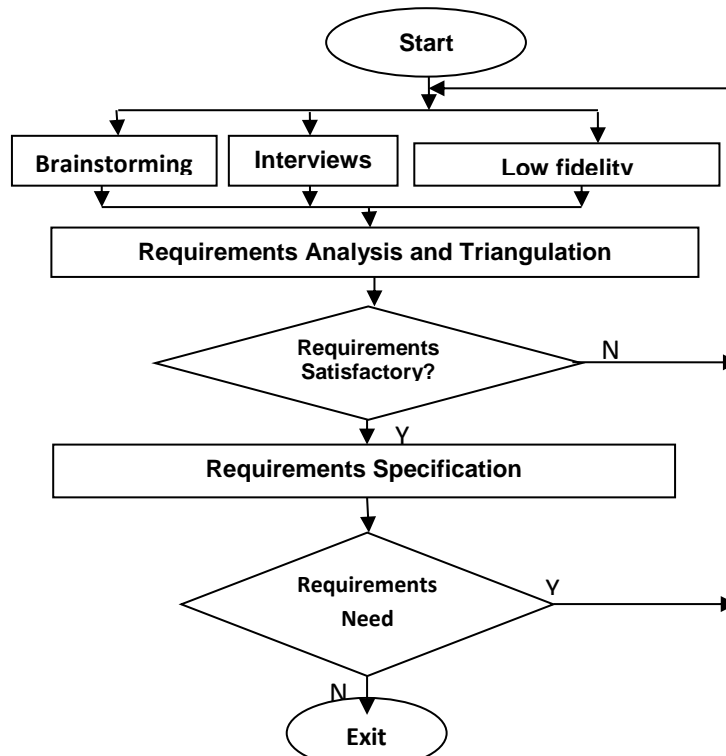 Start
Brainstorming
Interviews
Low fidelity
Requirements Analysis and Triangulation
Requirements
Satisfactory?
N
Y
Requirements Specification
Requirements
Need
Y
N
Exit